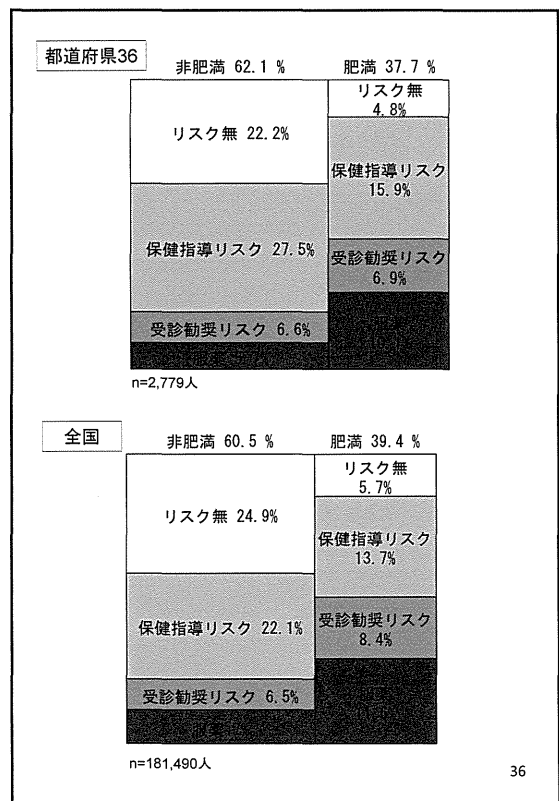 都道府県36
非肥満 62.1 %
肥満 37.7 %
リスク無 22.2%
保健指導リスク 27.5%
受診勧奨リスク 6.6%
リスク無
4.8%
保健指導リスク
15.9%
受診勧奨リスク
6.9%
n=2,779人
全国
非肥満 60.5 %
肥満 39.4 %
リスク無 24.9%
保健指導リスク 22.1%
受診勧奨リスク 6.5%
リスク無
5.7%
保健指導リスク
13.7%
受診勧奨リスク
8.4%
n=181,490人
36